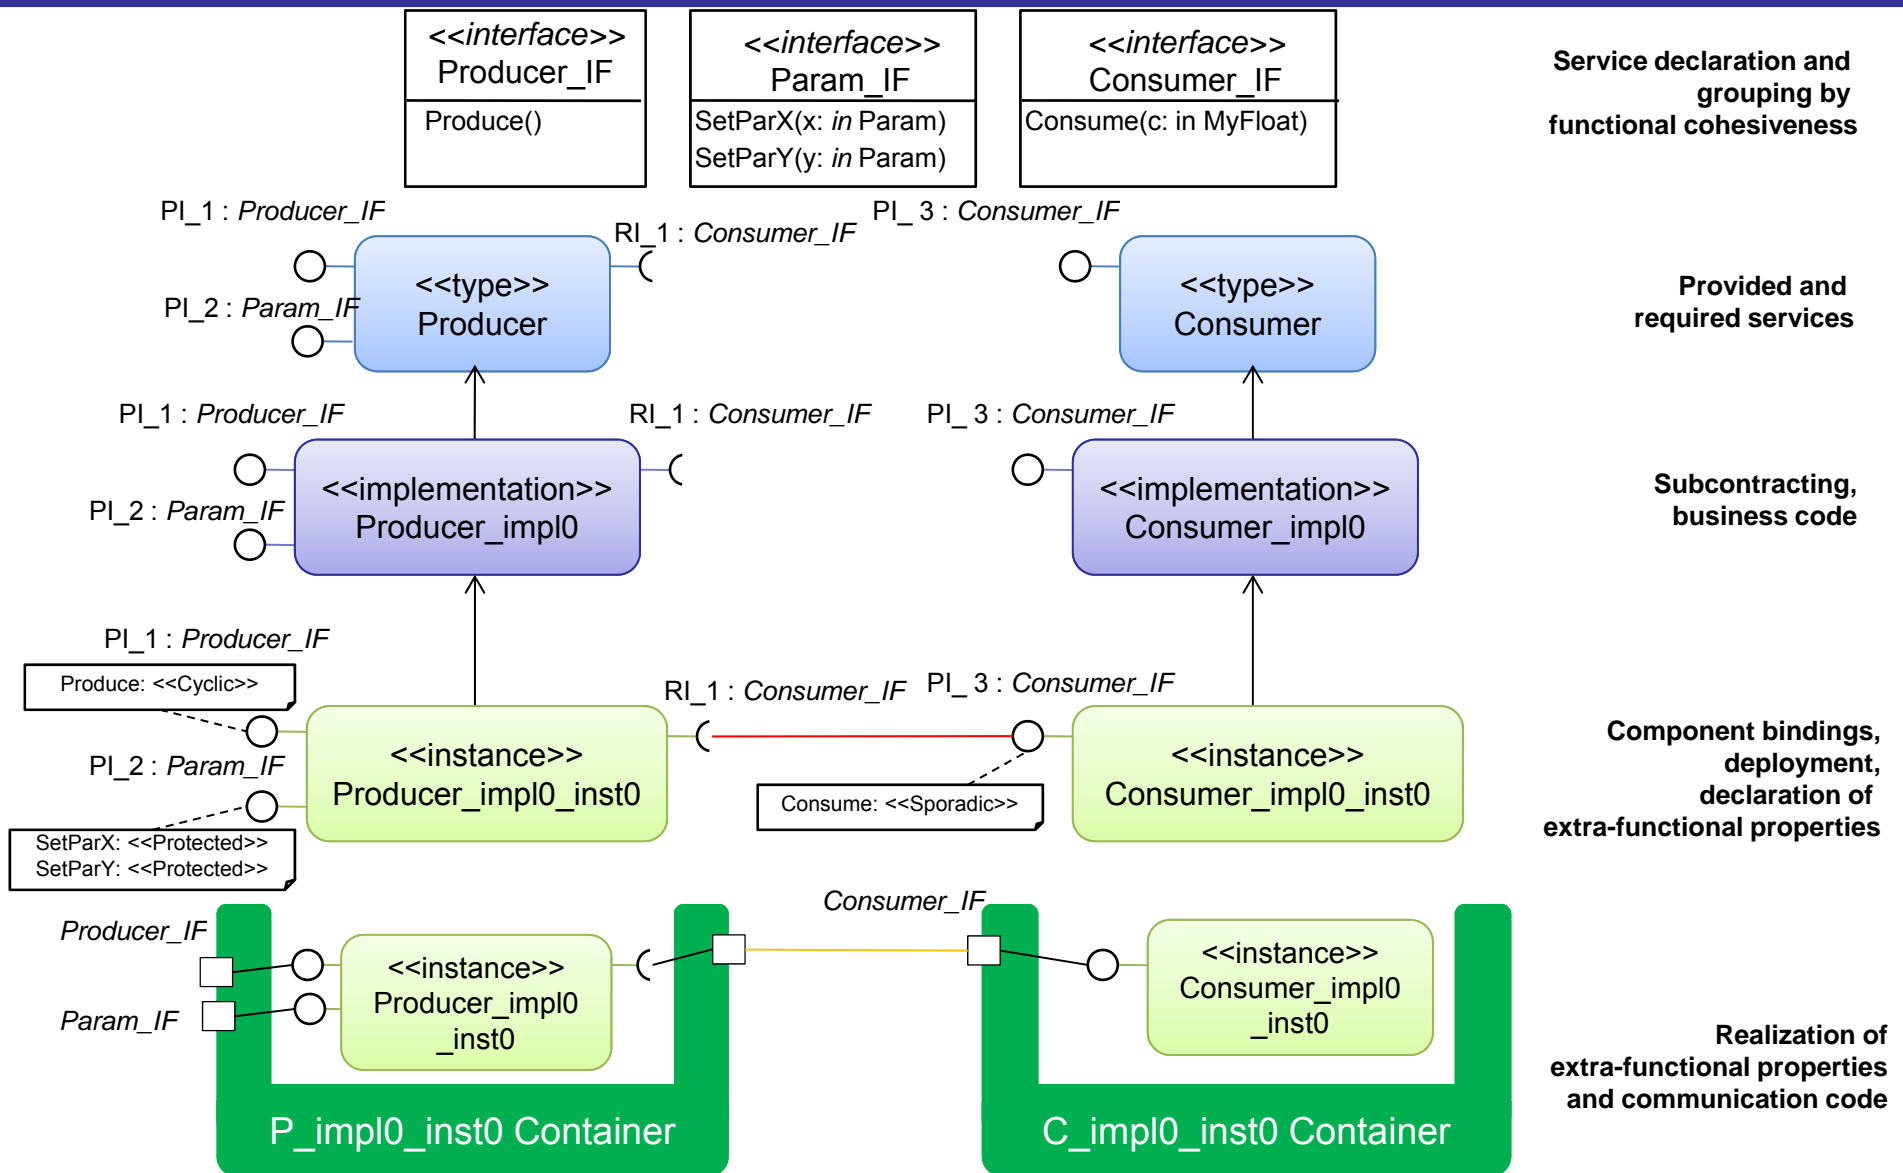 <<interface>>
Producer_IF
Produce()
<<interface>>
Param_IF
SetParX(x: in Param)
SetParY(y: in Param)
<<interface>>
Consumer_IF
Consume(c: in MyFloat)
Service declaration and
grouping by
functional cohesiveness
PI_1 : Producer_IF
RI_1 : Consumer_IF
PI_2 : Param_IF
<<type>>
Producer
PI_ 3 : Consumer_IF
<<type>>
Consumer
Provided and
required services
PI_1 : Producer_IF
RI_1 : Consumer_IF
PI_2 : Param_IF
<<implementation>>
Producer_impl0
PI_ 3 : Consumer_IF
<<implementation>>
Consumer_impl0
Subcontracting,
business code
PI_1 : Producer_IF
Produce: <<Cyclic>>
PI_2 : Param_IF
SetParX: <<Protected>>
SetParY: <<Protected>>
<<instance>>
Producer_impl0_inst0
RI_1 : Consumer_IF
PI_ 3 : Consumer_IF
Consume: <<Sporadic>>
<<instance>>
Consumer_impl0_inst0
Component bindings,
deployment,
declaration of
extra-functional properties
Producer_IF
Param_IF
<<instance>>
Producer_impl0
_inst0
P_impl0_inst0 Container
Consumer_IF
<<instance>>
Consumer_impl0
_inst0
C_impl0_inst0 Container
Realization of
extra-functional properties
and communication code